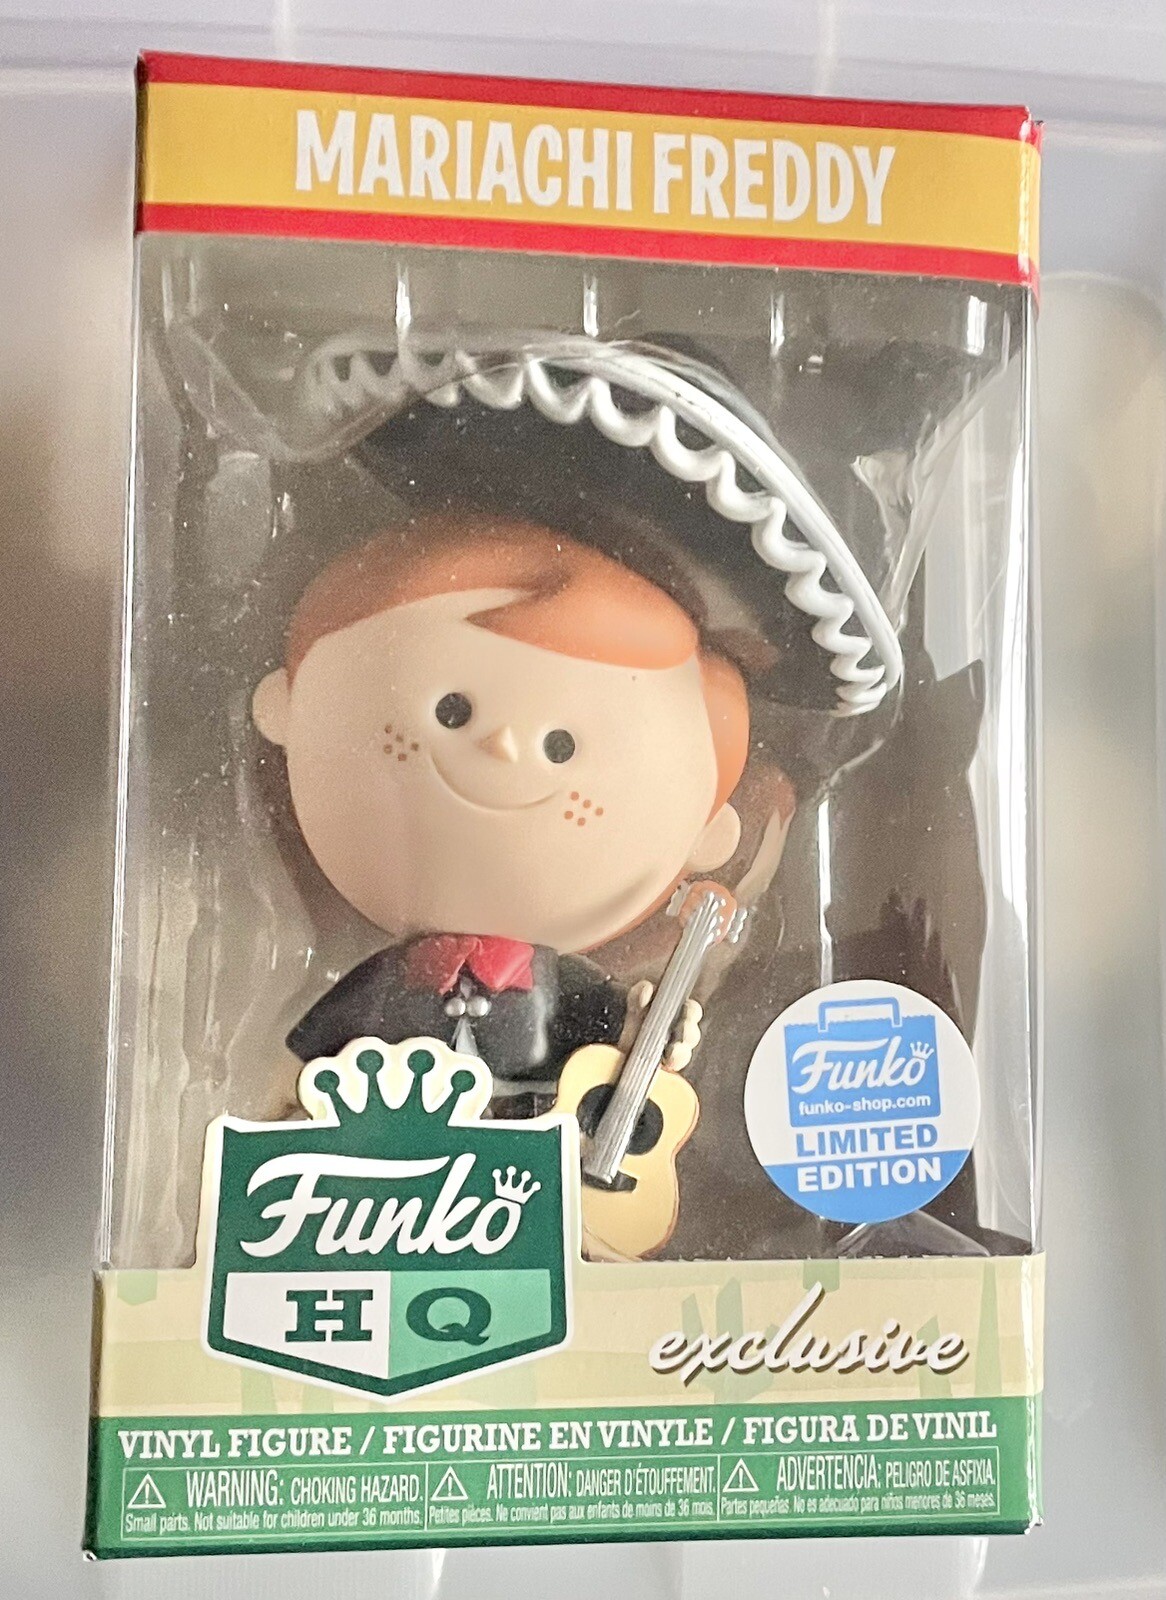 MARIACHI FREDDY
Funko
funko-shop.com
LIMITED
EDITION
Funko
HQ
exclusive
VINYL FIGURE / FIGURINE EN VINYLE / FIGURA DE VINIL
WARNING: CHOKING HAZARD.
Small parts. Not suitable for children under 36 months.
ATTENTION: DANGER D'ÉTOUFFEMENT.
Petites pièces. Ne convient pas aux enfants de moins de 36 mois.
ADVERTENCIA: PELIGRO DE ASFIXIA.
Partes pequeñas. No es adecuado para niños menores de 36 meses.